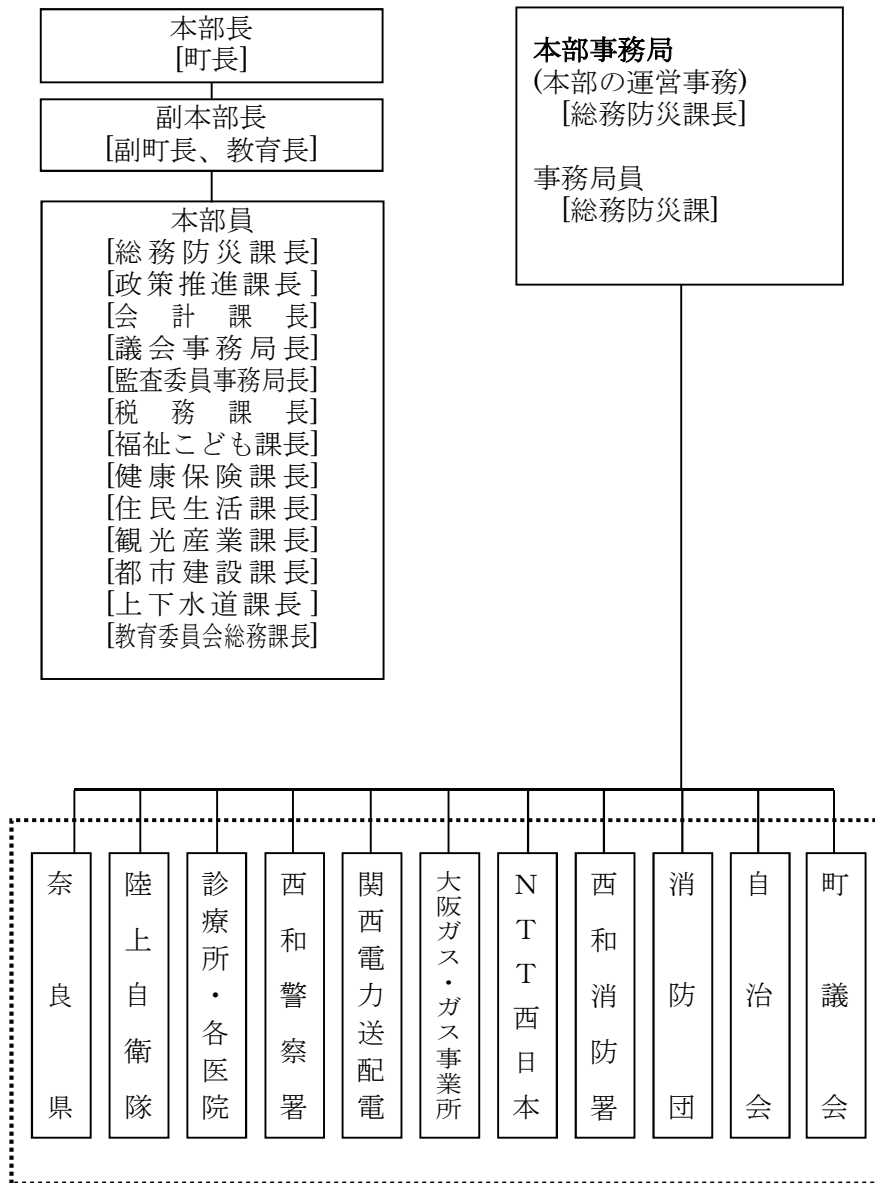 本部長
[町長]
副本部長
[副町長、教育長]
本部員
[総務防災課長]
[政策推進課長]
[会計課長]
[議会事務局長]
[監査委員事務局長]
[税務課長]
[福祉こども課長]
[健康保険課長]
[住民生活課長]
[観光産業課長]
[都市建設課長]
[上下水道課長]
[教育委員会総務課長]
本部事務局
(本部の運営事務)
[総務防災課長]
事務局員
[総務防災課]
奈良県
陸上自衛隊
診療所・各医院
西和警察署
関西電力送配電
大阪ガス・ガス事業所
NTT西日本
西和消防署
消防団
自治会
町議会